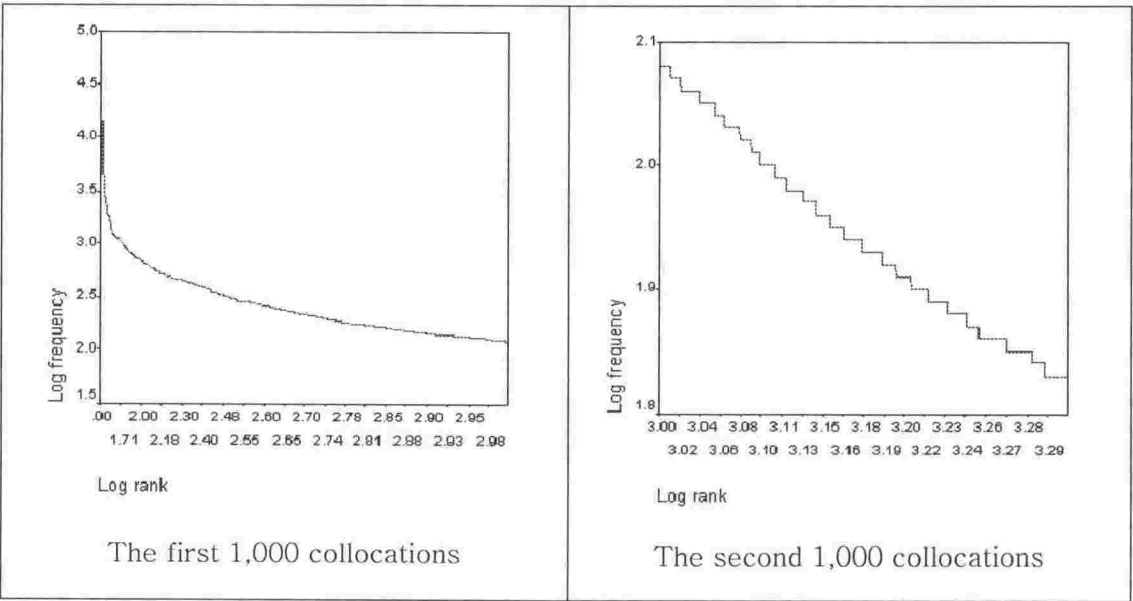 5.0
4.5
4.0
3.5
3.0
2.5
2.0
1.5
Log frequency
.00 2.00 2.30 2.48 2.60 2.70 2.78 2.85 2.90 2.95
1.71 2.18 2.40 2.55 2.65 2.74 2.81 2.88 2.93 2.98
Log rank
The first 1,000 collocations
2.1
2.0
1.9
1.8
Log frequency
3.00 3.04 3.08 3.11 3.15 3.18 3.20 3.23 3.26 3.28
3.02 3.06 3.10 3.13 3.16 3.19 3.22 3.24 3.27 3.29
Log rank
The second 1,000 collocations